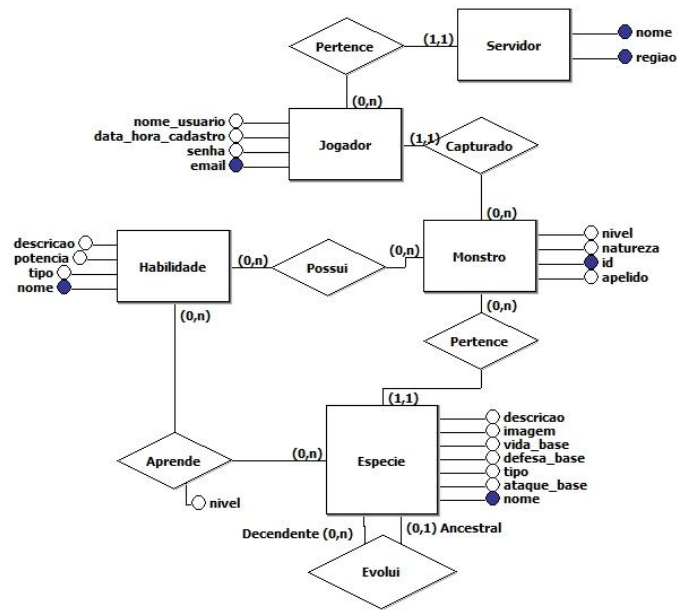 nome
Pertence
(1,1)
Servidor
regiao
(0,n)
nome_usuario
data_hora_cadastro
senha
email
Jogador
(1,1)
Capturado
(0,n)
descricao
potencia
tipo
nome
Habilidade
(0,n)
Possui
(0,n)
Monstro
nivel
natureza
id
apelido
(0,n)
(0,n)
Pertence
(1,1)
Aprende
nivel
(0,n)
Especie
descricao
imagem
vida_base
defesa_base
tipo
ataque_base
nome
Decendente (0,n)
(0,1) Ancestral
Evolui